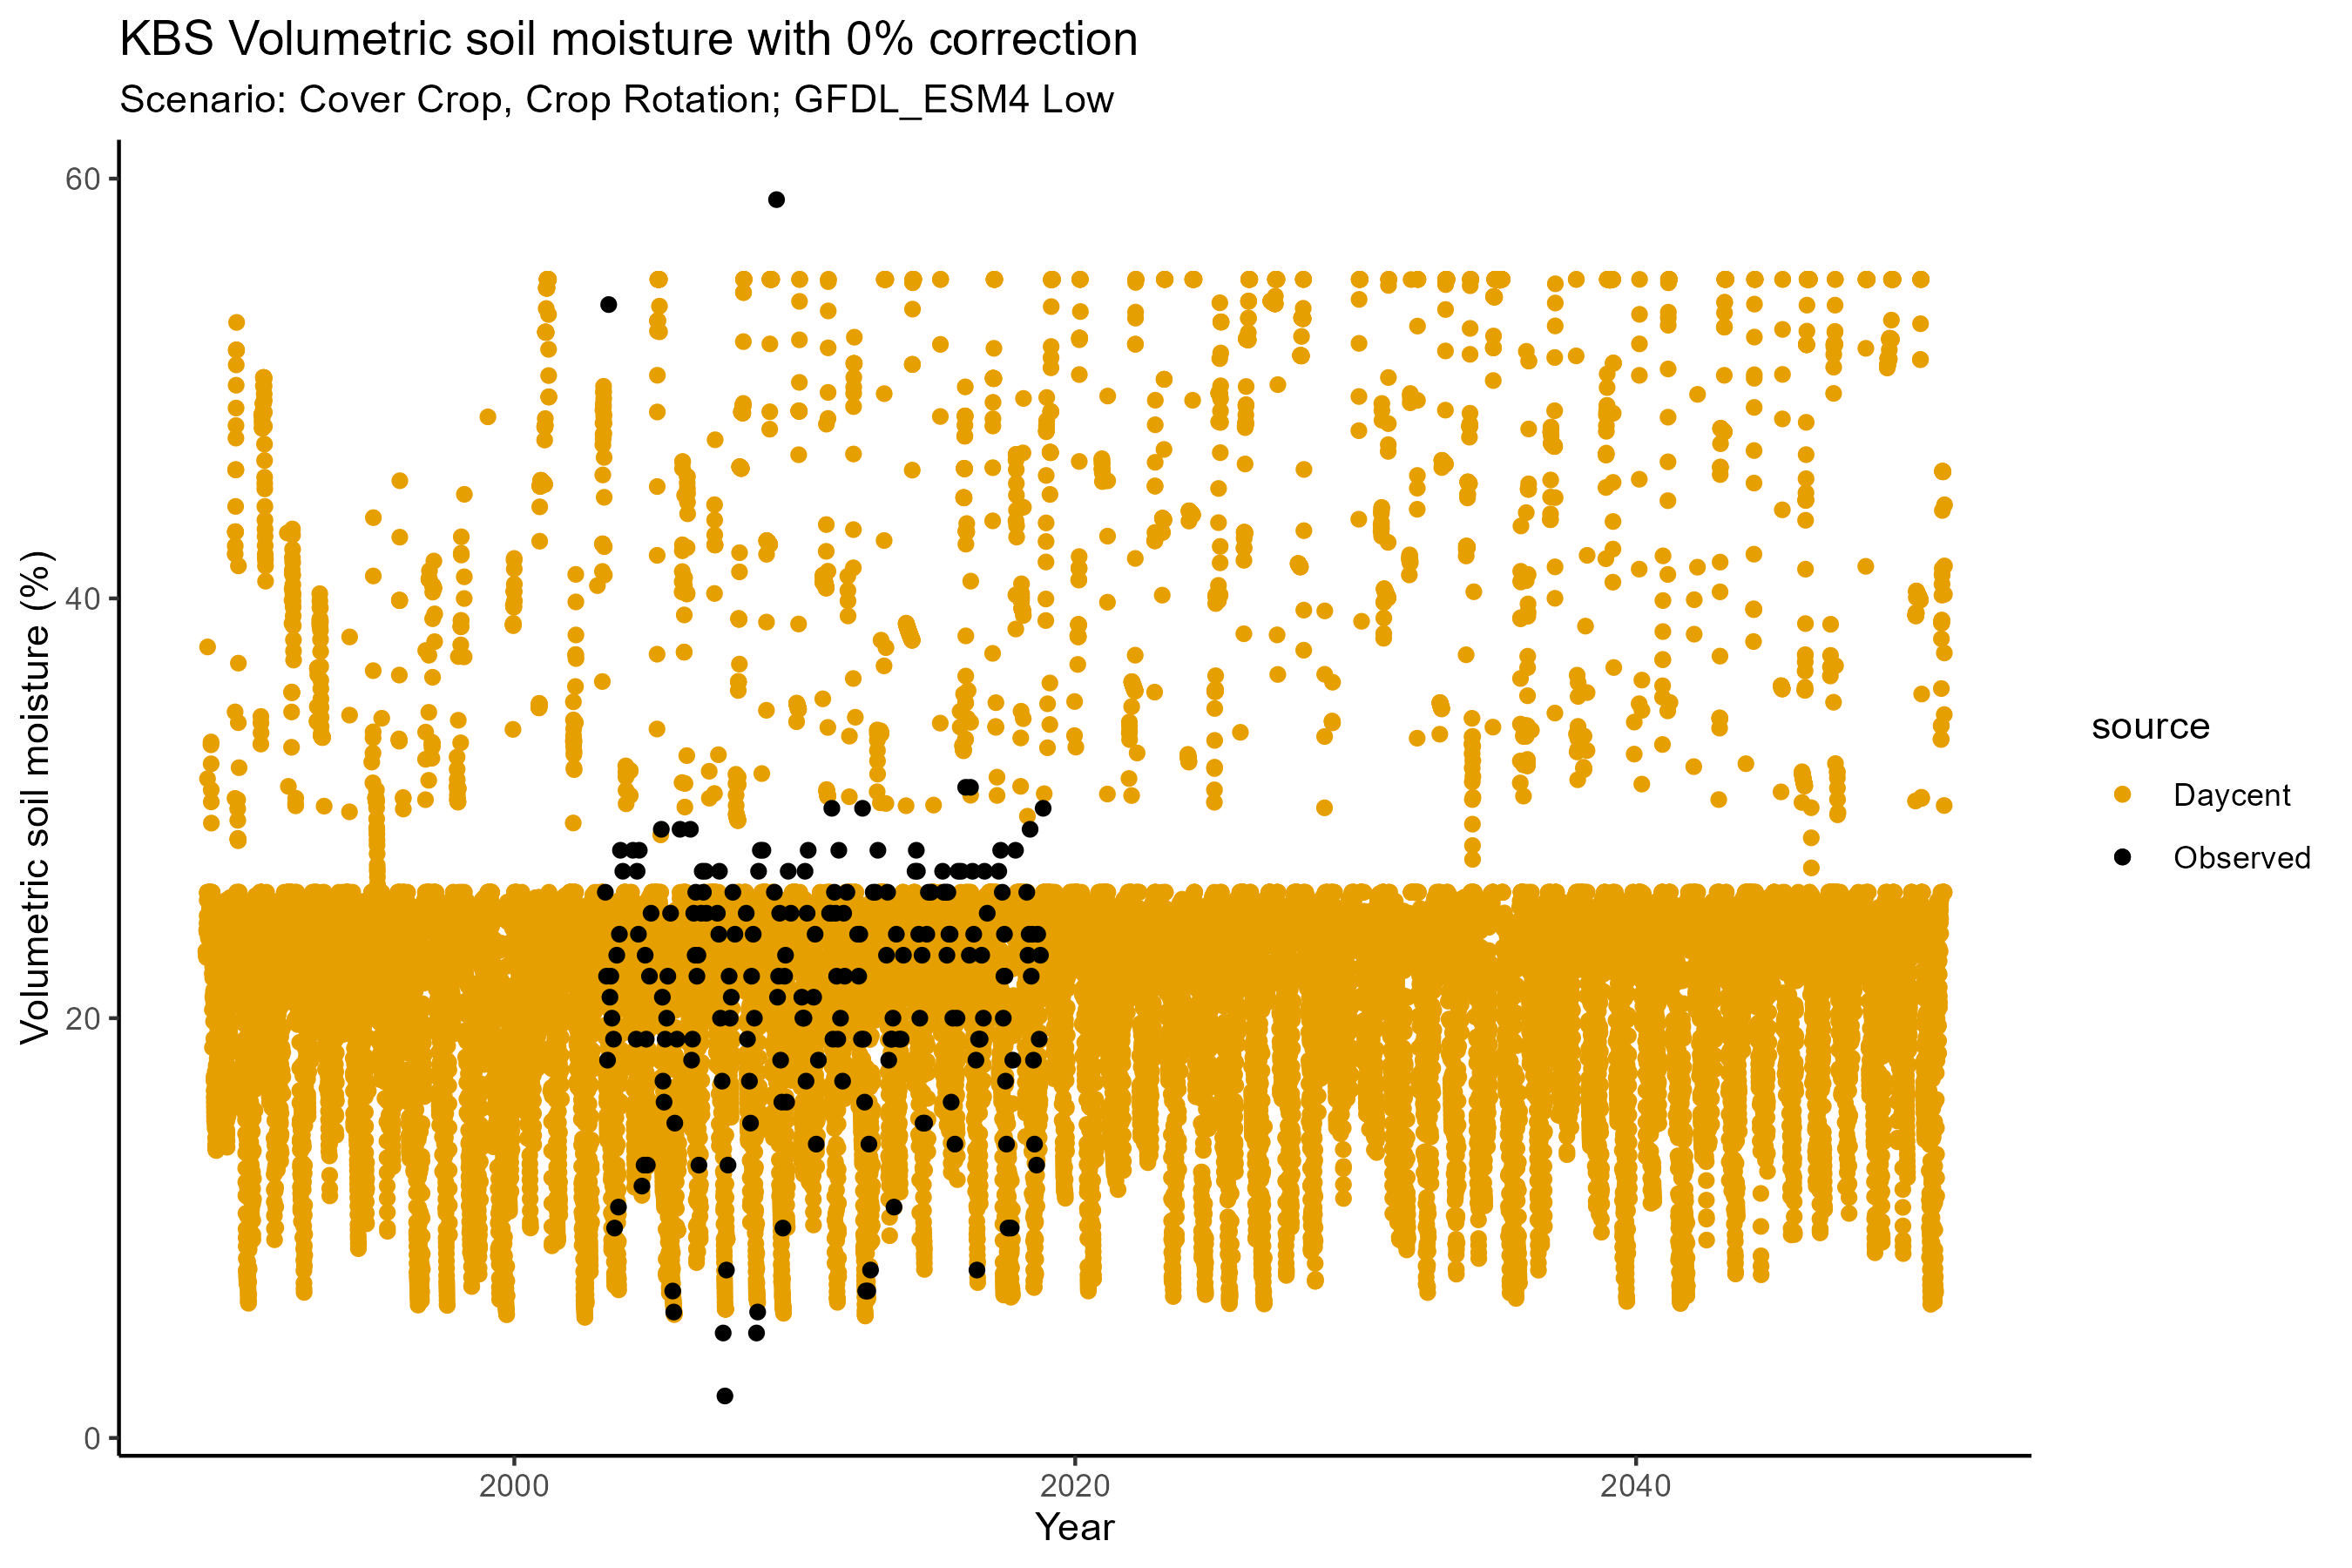 KBS Volumetric soil moisture with 0% correction
Scenario: Cover Crop, Crop Rotation; GFDL_ESM4 Low
Volumetric soil moisture (%)
60
40
20
0
2000
2020
2040
Year
source
Daycent
Observed